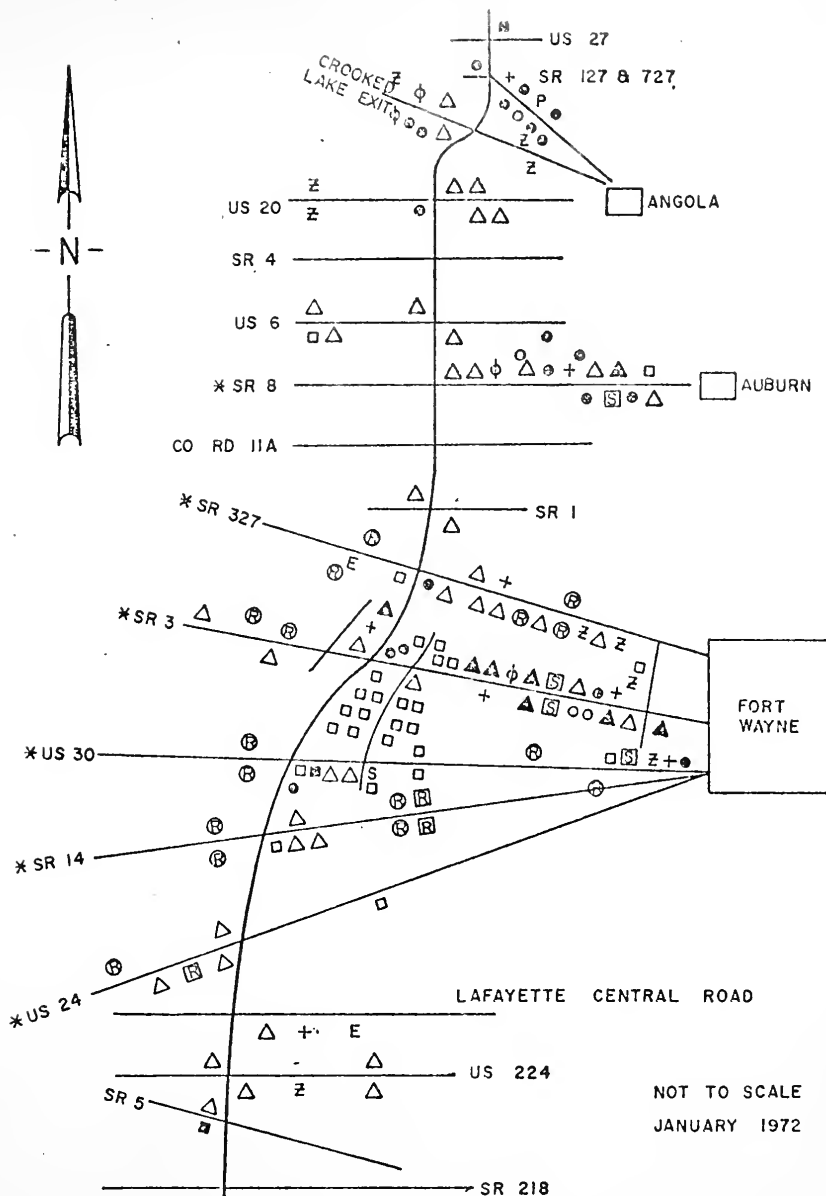 US 27
SR 127 & 727
CROOKED
LAKE EXIT
P
Z
Z
Z
Z
ANGOLA
US 20
Z
Z
- N -
SR 4
US 6
* SR 8
S
AUBURN
CO RD 11A
SR 1
* SR 327
R
R
E
R
R
R
Z
Z
* SR 3
R
R
S
Z
S
FORT
WAYNE
* US 30
R
R
R
S
S
Z
R
R
R
R
R
* SR 14
R
R
* US 24
R
R
LAFAYETTE CENTRAL ROAD
E
US 224
Z
SR 5
NOT TO SCALE
JANUARY 1972
SR 218